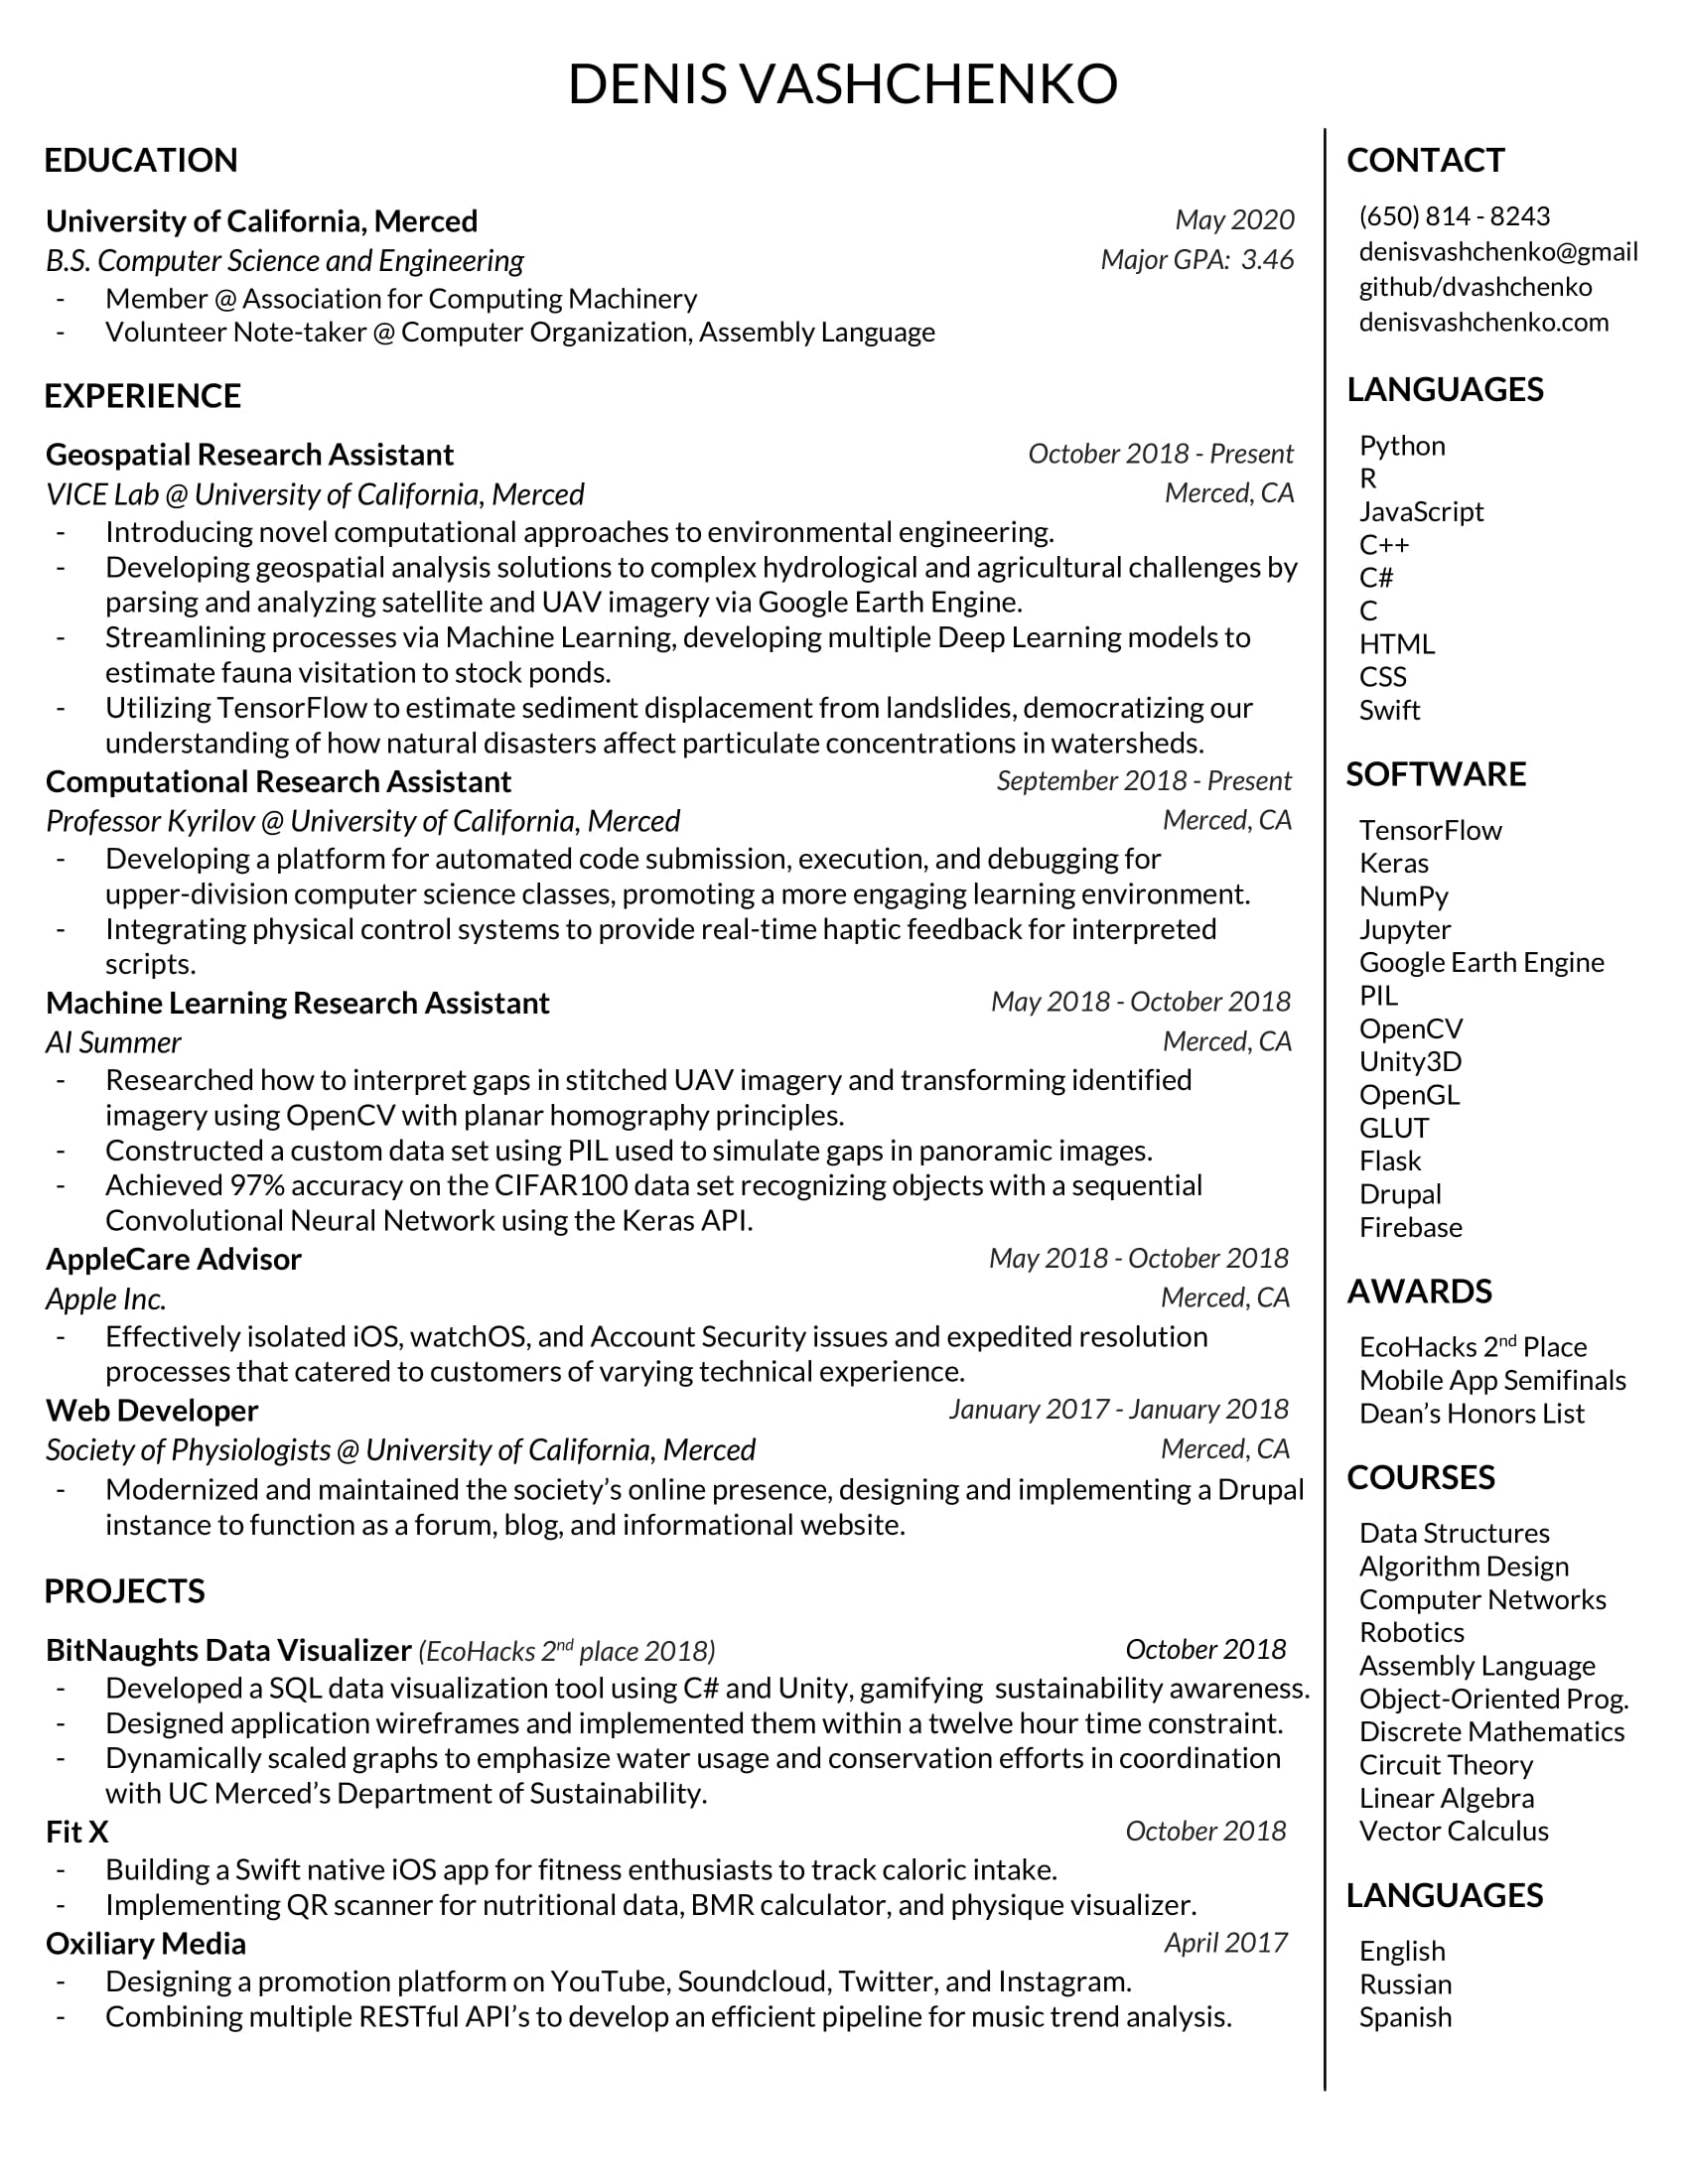 DENIS VASHCHENKO
EDUCATION
University of California, Merced May 2020
B.S. Computer Science and Engineering Major GPA: 3.46
- Member @ Association for Computing Machinery
- Volunteer Note-taker @ Computer Organization, Assembly Language
EXPERIENCE
Geospatial Research Assistant October 2018 - Present
VICE Lab @ University of California, Merced Merced, CA
- Introducing novel computational approaches to environmental engineering.
- Developing geospatial analysis solutions to complex hydrological and agricultural challenges by
parsing and analyzing satellite and UAV imagery via Google Earth Engine.
- Streamlining processes via Machine Learning, developing multiple Deep Learning models to
estimate fauna visitation to stock ponds.
- Utilizing TensorFlow to estimate sediment displacement from landslides, democratizing our
understanding of how natural disasters affect particulate concentrations in watersheds.
Computational Research Assistant September 2018 - Present
Professor Kyrilov @ University of California, Merced Merced, CA
- Developing a platform for automated code submission, execution, and debugging for
upper-division computer science classes, promoting a more engaging learning environment.
- Integrating physical control systems to provide real-time haptic feedback for interpreted
scripts.
Machine Learning Research Assistant May 2018 - October 2018
AI Summer Merced, CA
- Researched how to interpret gaps in stitched UAV imagery and transforming identified
imagery using OpenCV with planar homography principles.
- Constructed a custom data set using PIL used to simulate gaps in panoramic images.
- Achieved 97% accuracy on the CIFAR100 data set recognizing objects with a sequential
Convolutional Neural Network using the Keras API.
AppleCare Advisor May 2018 - October 2018
Apple Inc. Merced, CA
- Effectively isolated iOS, watchOS, and Account Security issues and expedited resolution
processes that catered to customers of varying technical experience.
Web Developer January 2017 - January 2018
Society of Physiologists @ University of California, Merced Merced, CA
- Modernized and maintained the society’s online presence, designing and implementing a Drupal
instance to function as a forum, blog, and informational website.
PROJECTS
BitNaughts Data Visualizer (EcoHacks 2nd place 2018) October 2018
- Developed a SQL data visualization tool using C# and Unity, gamifying sustainability awareness.
- Designed application wireframes and implemented them within a twelve hour time constraint.
- Dynamically scaled graphs to emphasize water usage and conservation efforts in coordination
with UC Merced’s Department of Sustainability.
Fit X October 2018
- Building a Swift native iOS app for fitness enthusiasts to track caloric intake.
- Implementing QR scanner for nutritional data, BMR calculator, and physique visualizer.
Oxiliary Media April 2017
- Designing a promotion platform on YouTube, Soundcloud, Twitter, and Instagram.
- Combining multiple RESTful API’s to develop an efficient pipeline for music trend analysis.
CONTACT
(650) 814 - 8243
denisvashchenko@gmail
github/dvashchenko
denisvashchenko.com
LANGUAGES
Python
R
JavaScript
C++
C#
C
HTML
CSS
Swift
SOFTWARE
TensorFlow
Keras
NumPy
Jupyter
Google Earth Engine
PIL
OpenCV
Unity3D
OpenGL
GLUT
Flask
Drupal
Firebase
AWARDS
EcoHacks 2nd Place
Mobile App Semifinals
Dean’s Honors List
COURSES
Data Structures
Algorithm Design
Computer Networks
Robotics
Assembly Language
Object-Oriented Prog.
Discrete Mathematics
Circuit Theory
Linear Algebra
Vector Calculus
LANGUAGES
English
Russian
Spanish